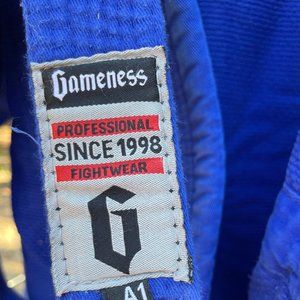 Gameness
PROFESSIONAL
SINCE 1998
FIGHTWEAR
G
A1